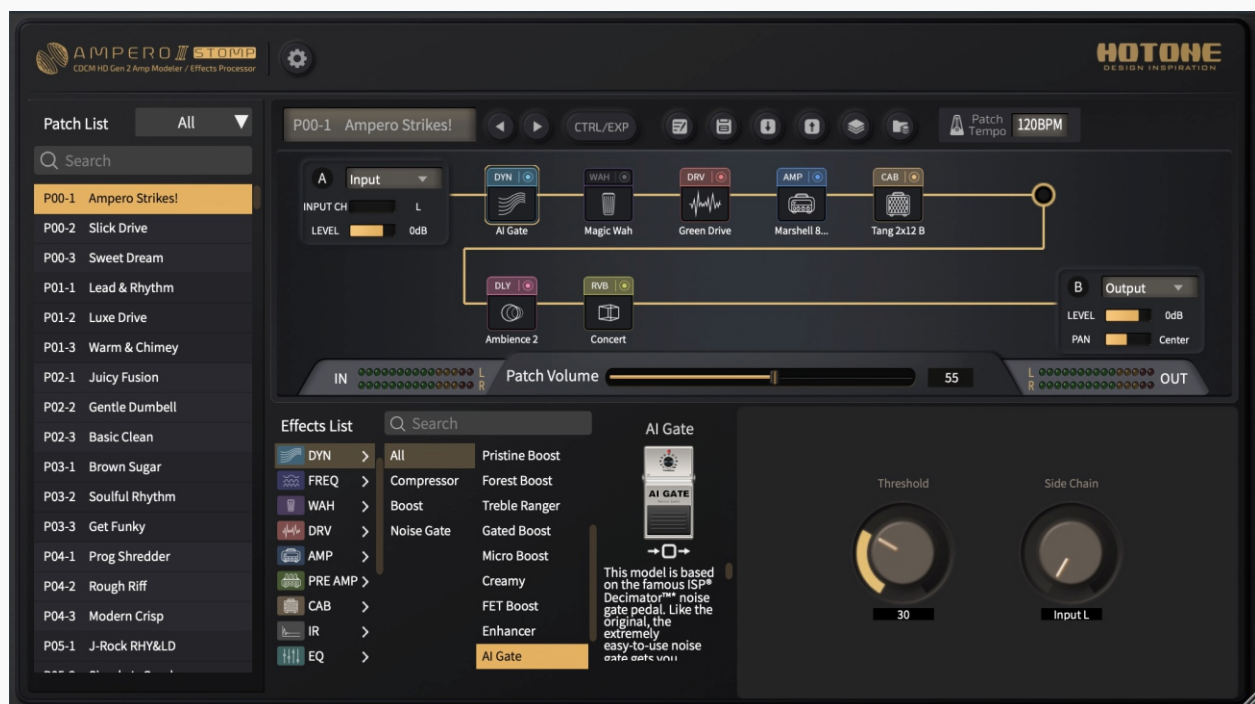 AMPERO II STOMP
CDCM HD Gen 2 Amp Modeler / Effects Processor
HOTONE
DESIGN INSPIRATION
Patch List
All
Search
P00-1 Ampero Strikes!
P00-2 Slick Drive
P00-3 Sweet Dream
P01-1 Lead & Rhythm
P01-2 Luxe Drive
P01-3 Warm & Chimey
P02-1 Juicy Fusion
P02-2 Gentle Dumbell
P02-3 Basic Clean
P03-1 Brown Sugar
P03-2 Soulful Rhythm
P03-3 Get Funky
P04-1 Prog Shredder
P04-2 Rough Riff
P04-3 Modern Crisp
P05-1 J-Rock RHY&LD
P00-1 Ampero Strikes!
CTRL/EXP
Patch Tempo
120BPM
A Input
INPUT CH L
LEVEL 0dB
DYN
AI Gate
WAH
Magic Wah
DRV
Green Drive
AMP
Marshell 8...
CAB
Tang 2x12 B
DLY
Ambience 2
RVB
Concert
B Output
LEVEL 0dB
PAN Center
IN
L
R
Patch Volume
55
L
R
OUT
Effects List
Search
DYN
FREQ
WAH
DRV
AMP
PRE AMP
CAB
IR
EQ
All
Compressor
Boost
Noise Gate
Pristine Boost
Forest Boost
Treble Ranger
Gated Boost
Micro Boost
Creamy
FET Boost
Enhancer
AI Gate
AI Gate
AI GATE
This model is based
on the famous ISP®
Decimator™* noise
gate pedal. Like the
original, the
extremely
easy-to-use noise
gate gets you
Threshold
30
Side Chain
Input L